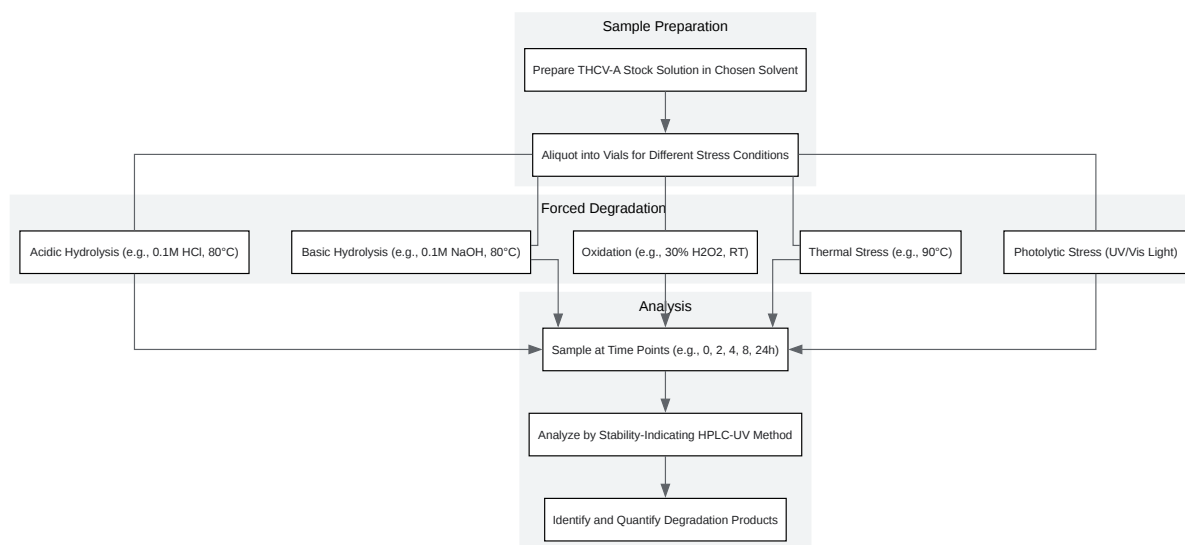 Sample Preparation
Prepare THCV-A Stock Solution in Chosen Solvent
Aliquot into Vials for Different Stress Conditions
Forced Degradation
Acidic Hydrolysis (e.g., 0.1M HCl, 80°C)
Basic Hydrolysis (e.g., 0.1M NaOH, 80°C)
Oxidation (e.g., 30% H2O2, RT)
Thermal Stress (e.g., 90°C)
Photolytic Stress (UV/Vis Light)
Analysis
Sample at Time Points (e.g., 0, 2, 4, 8, 24h)
Analyze by Stability-Indicating HPLC-UV Method
Identify and Quantify Degradation Products